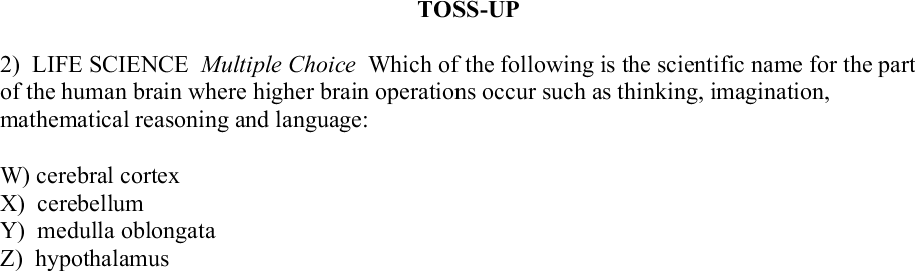 TOSS-UP
2) LIFE SCIENCE Multiple Choice Which of the following is the scientific name for the part
of the human brain where higher brain operations occur such as thinking, imagination,
mathematical reasoning and language:
W) cerebral cortex
X) cerebellum
Y) medulla oblongata
Z) hypothalamus